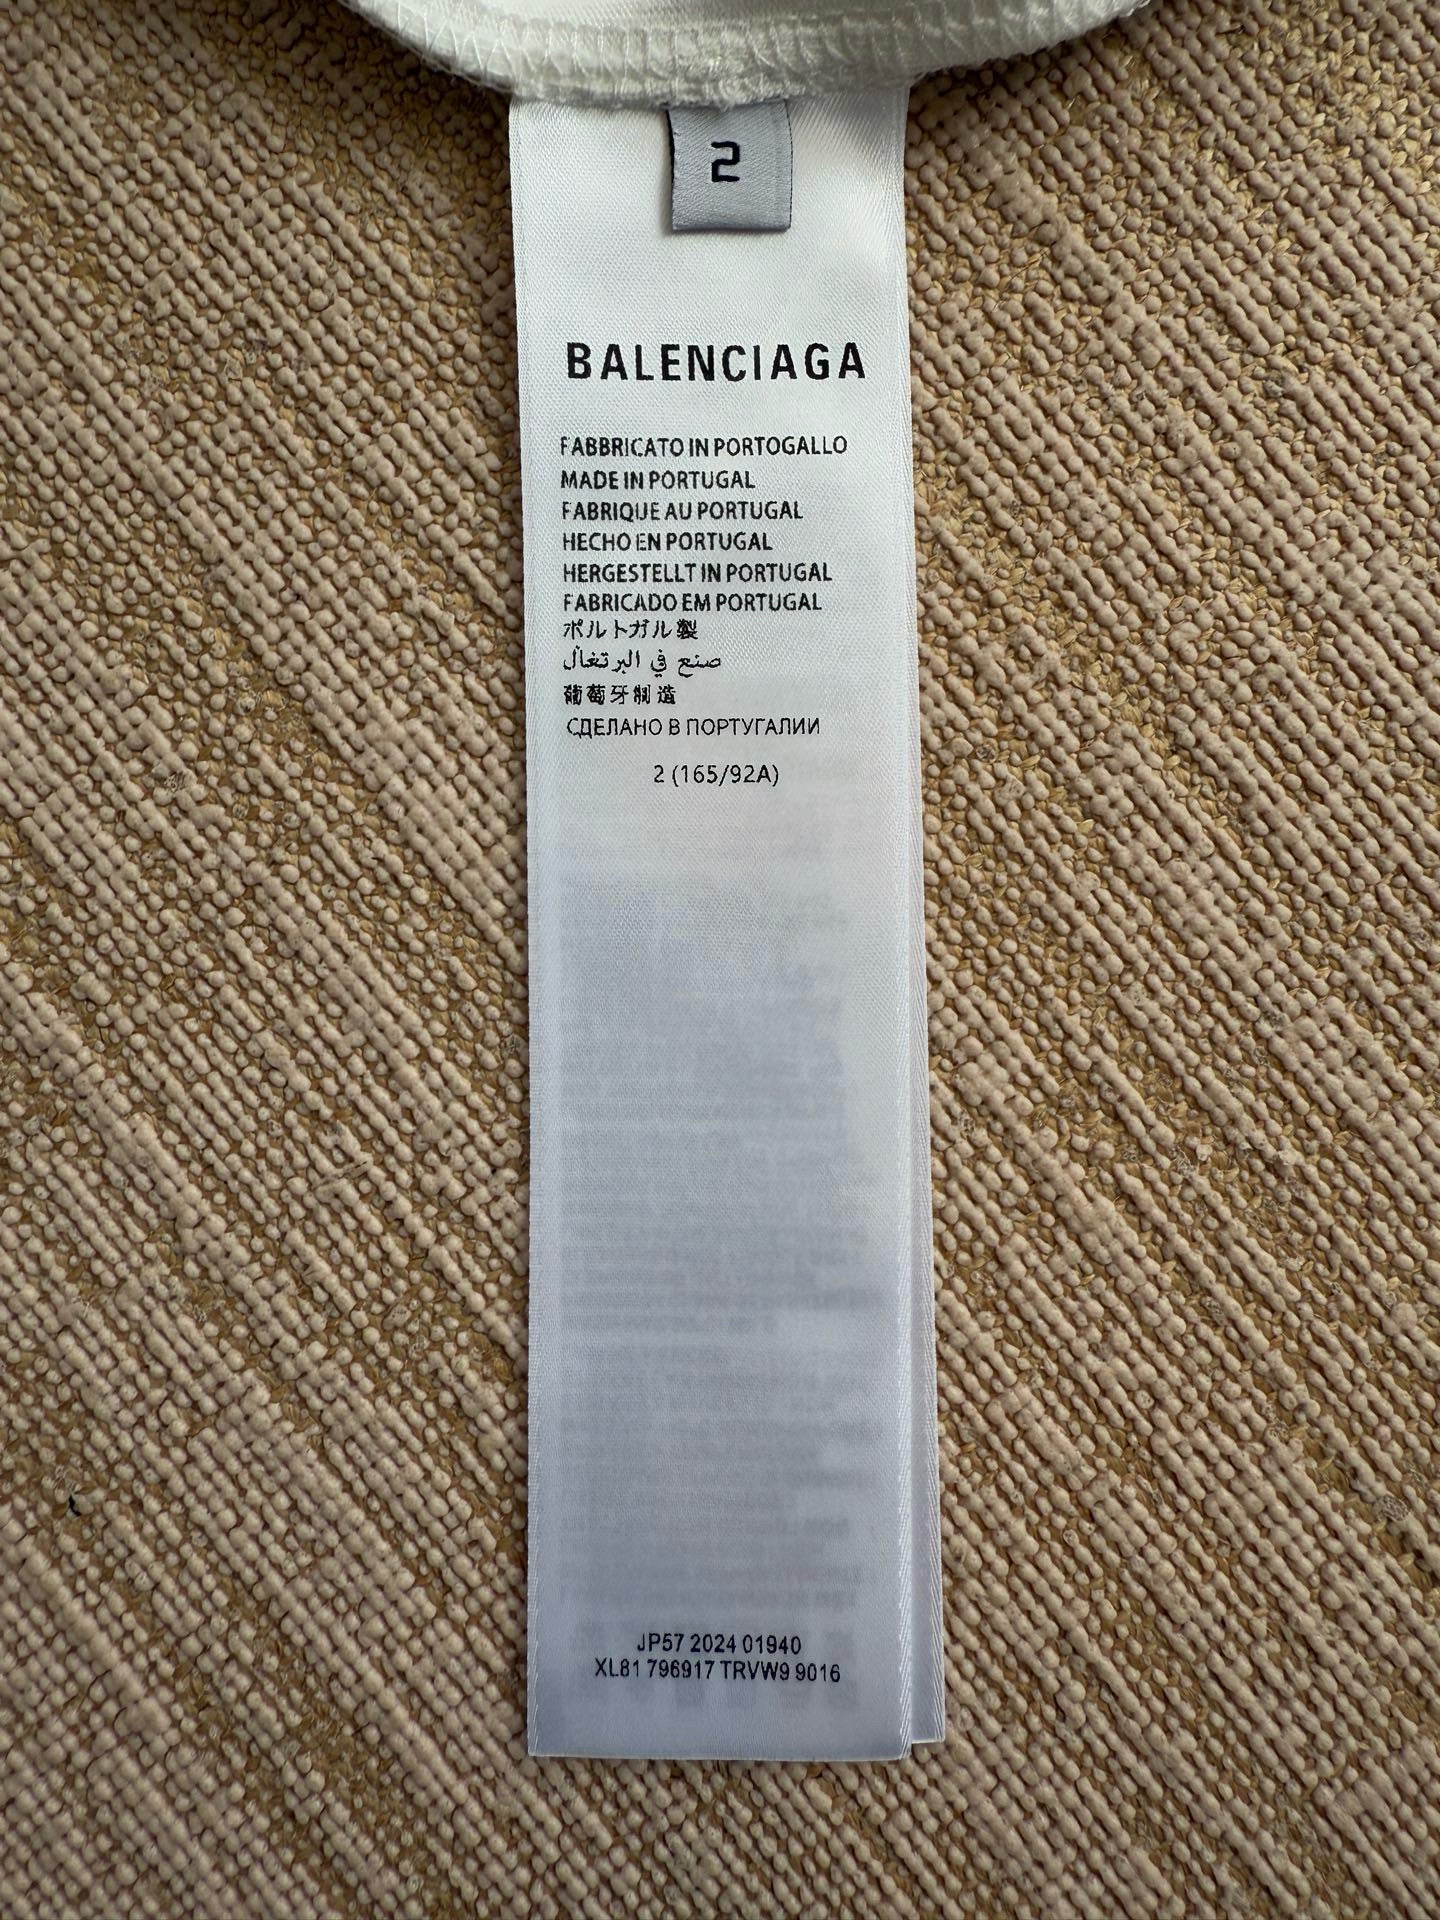 2
BALENCIAGA
FABBRICATO IN PORTOGALLO
MADE IN PORTUGAL
FABRIQUE AU PORTUGAL
HECHO EN PORTUGAL
HERGESTELLT IN PORTUGAL
FABRICADO EM PORTUGAL
ポルトガル製
صنع في البرتغال
葡萄牙制造
СДЕЛАНО В ПОРТУГАЛИИ
2 (165/92A)
JP57 2024 01940
XL81 796917 TRVW9 9016